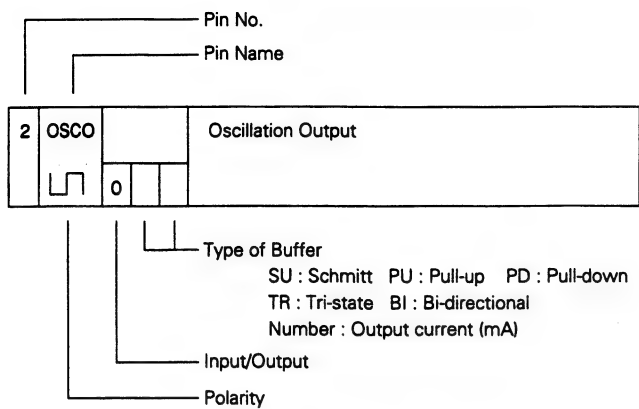 Pin No.
Pin Name
2 OSCO Oscillation Output
0
Type of Buffer
SU : Schmitt PU : Pull-up PD : Pull-down
TR : Tri-state BI : Bi-directional
Number : Output current (mA)
Input/Output
Polarity